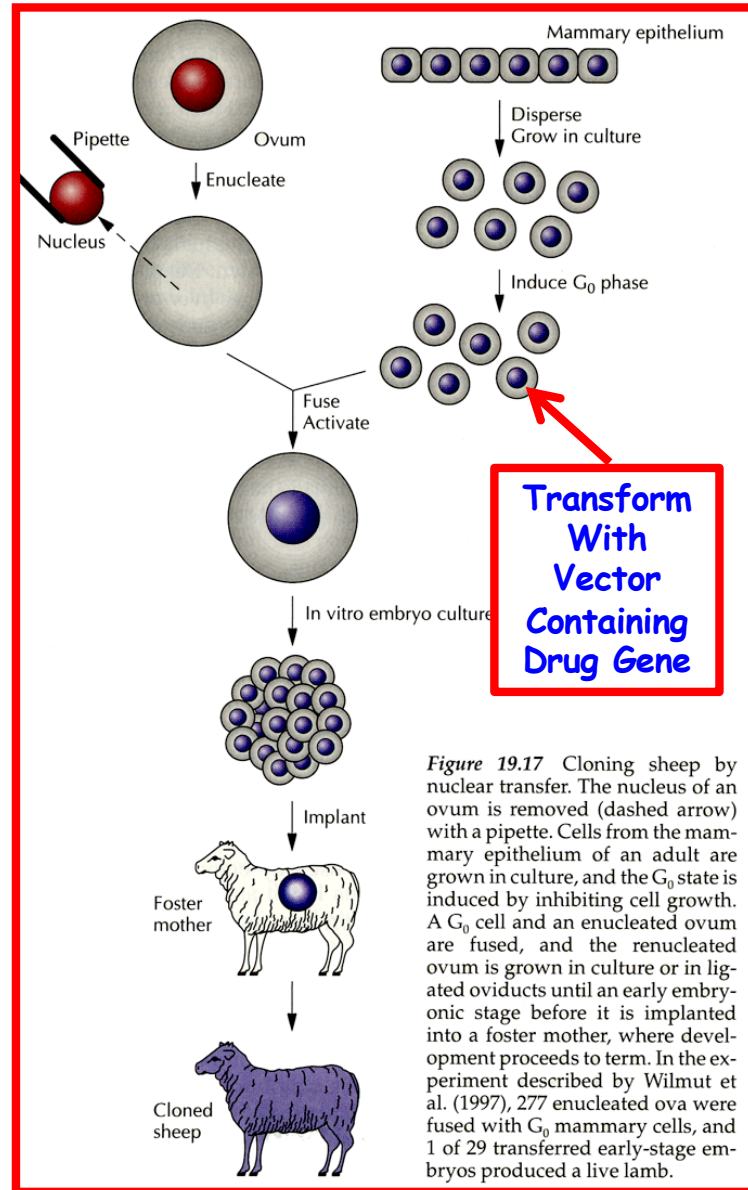 Mammary epithelium
Disperse
Grow in culture
Pipette
Ovum
Enucleate
Nucleus
Induce G₀ phase
Fuse
Activate
Transform
With
Vector
Containing
Drug Gene
In vitro embryo culture
Implant
Foster
mother
Cloned
sheep
Figure 19.17 Cloning sheep by
nuclear transfer. The nucleus of an
ovum is removed (dashed arrow)
with a pipette. Cells from the mam-
mary epithelium of an adult are
grown in culture, and the G₀ state is
induced by inhibiting cell growth.
A G₀ cell and an enucleated ovum
are fused, and the renucleated
ovum is grown in culture or in lig-
ated oviducts until an early embry-
onic stage before it is implanted
into a foster mother, where devel-
opment proceeds to term. In the ex-
periment described by Wilmut et
al. (1997), 277 enucleated ova were
fused with G₀ mammary cells, and
1 of 29 transferred early-stage em-
bryos produced a live lamb.